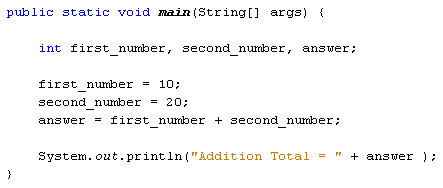 public static void main(String[] args) {
int first_number, second_number, answer;
first_number = 10;
second_number = 20;
answer = first_number + second_number;
System.out.println("Addition Total = " + answer );
}